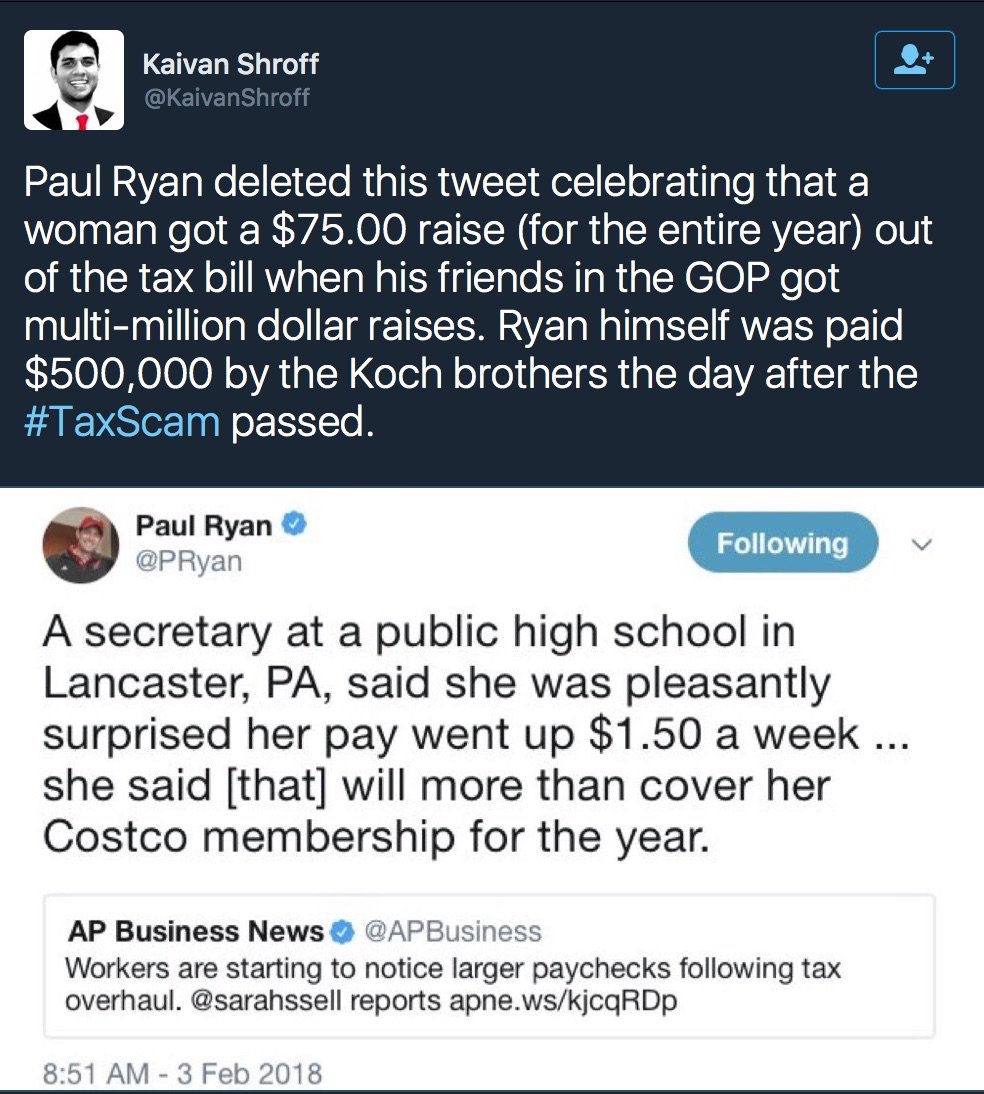 Kaivan Shroff
@KaivanShroff
Paul Ryan deleted this tweet celebrating that a
woman got a $75.00 raise (for the entire year) out
of the tax bill when his friends in the GOP got
multi-million dollar raises. Ryan himself was paid
$500,000 by the Koch brothers the day after the
#TaxScam passed.
Paul Ryan
@PRyan
Following
A secretary at a public high school in
Lancaster, PA, said she was pleasantly
surprised her pay went up $1.50 a week ...
she said [that] will more than cover her
Costco membership for the year.
AP Business News @APBusiness
Workers are starting to notice larger paychecks following tax
overhaul. @sarahssell reports apne.ws/kjcqRDp
8:51 AM - 3 Feb 2018